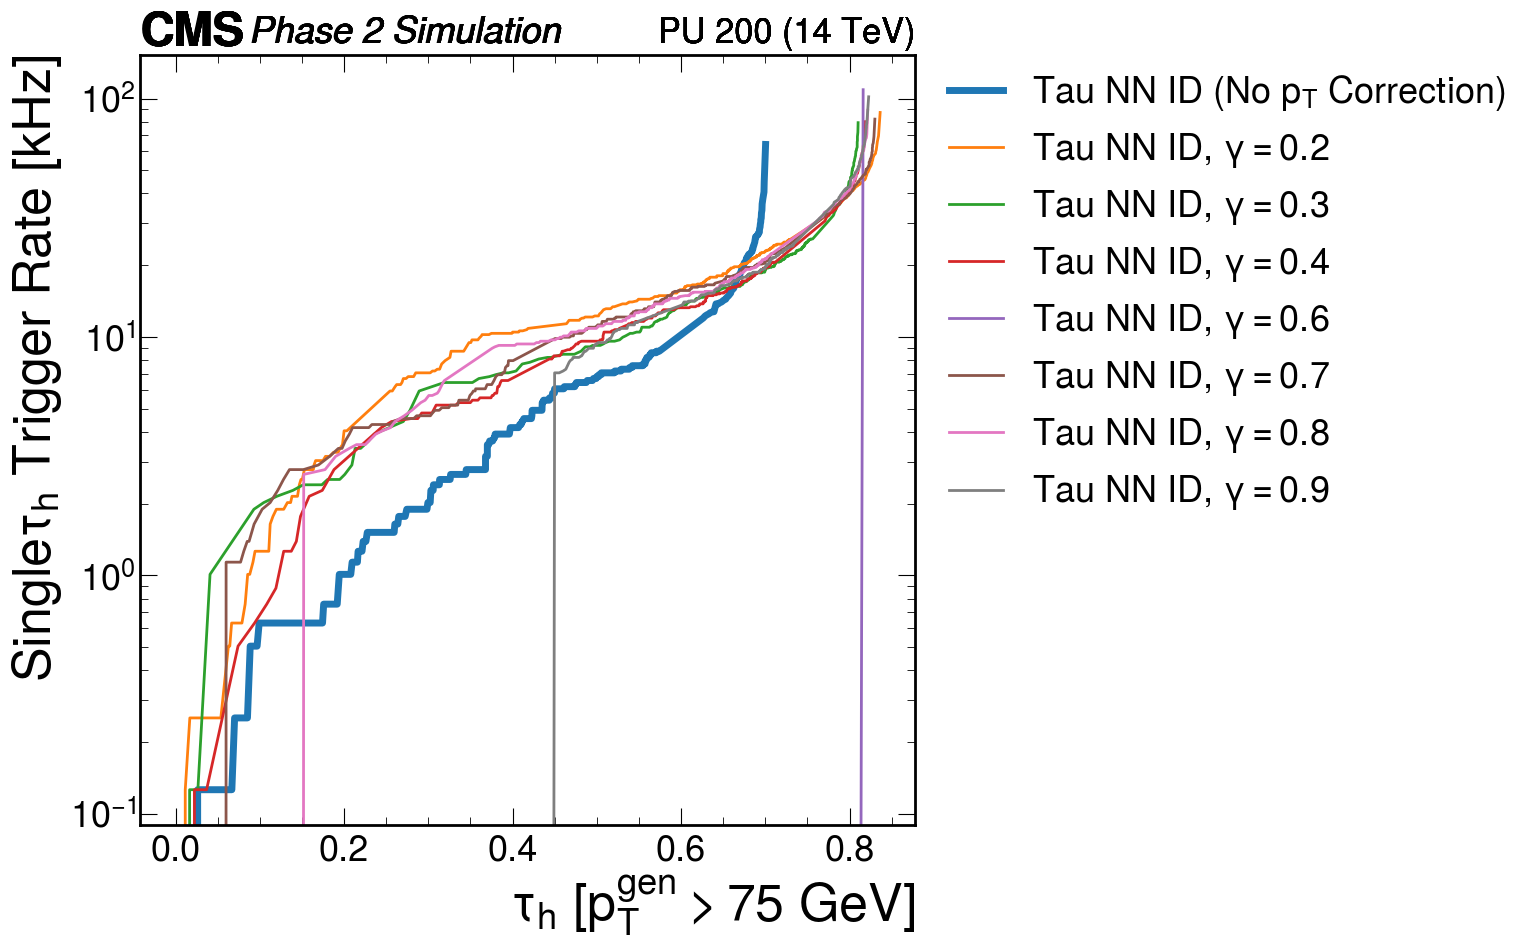 CMS Phase 2 Simulation PU 200 (14 TeV)
Single τh Trigger Rate [kHz]
10²
10¹
10⁰
10⁻¹
0.0 0.2 0.4 0.6 0.8
τh [pTgen > 75 GeV]
Tau NN ID (No pT Correction)
Tau NN ID, γ = 0.2
Tau NN ID, γ = 0.3
Tau NN ID, γ = 0.4
Tau NN ID, γ = 0.6
Tau NN ID, γ = 0.7
Tau NN ID, γ = 0.8
Tau NN ID, γ = 0.9